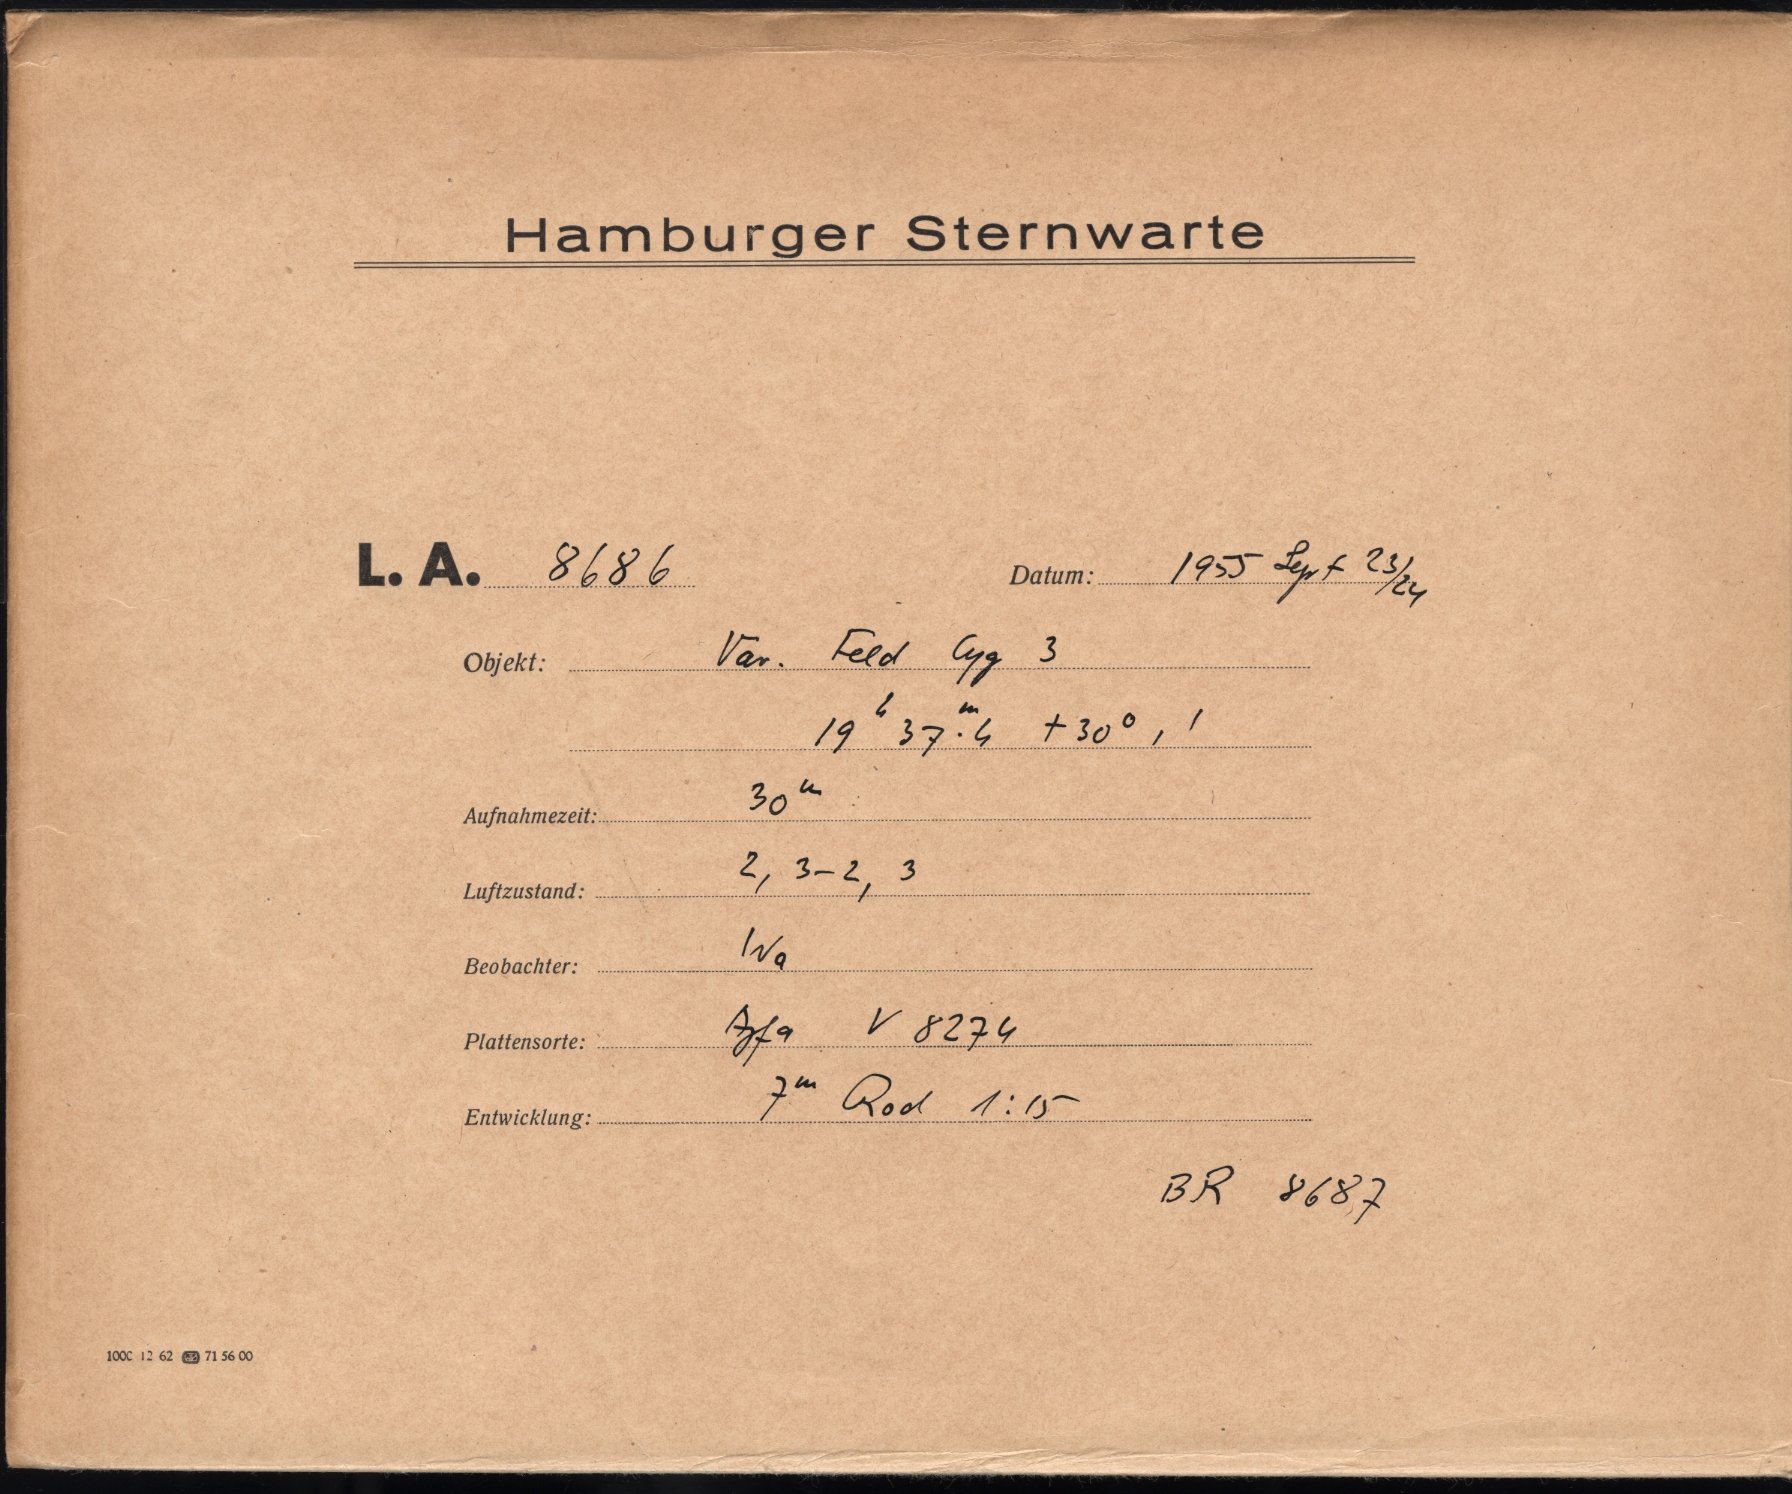 Hamburger Sternwarte
L. A. 8686 Datum: 1955 Sept 23/24
Objekt: Var. Feld Cyg 3
19ʰ 37ᵐ.4 +30°,1
Aufnahmezeit: 30ᵐ
Luftzustand: 2, 3–2, 3
Beobachter: Wa
Plattensorte: Agfa V 8274
Entwicklung: 7ᵐ Rod 1:15
BR 8687
1000 12 62 71 56 00